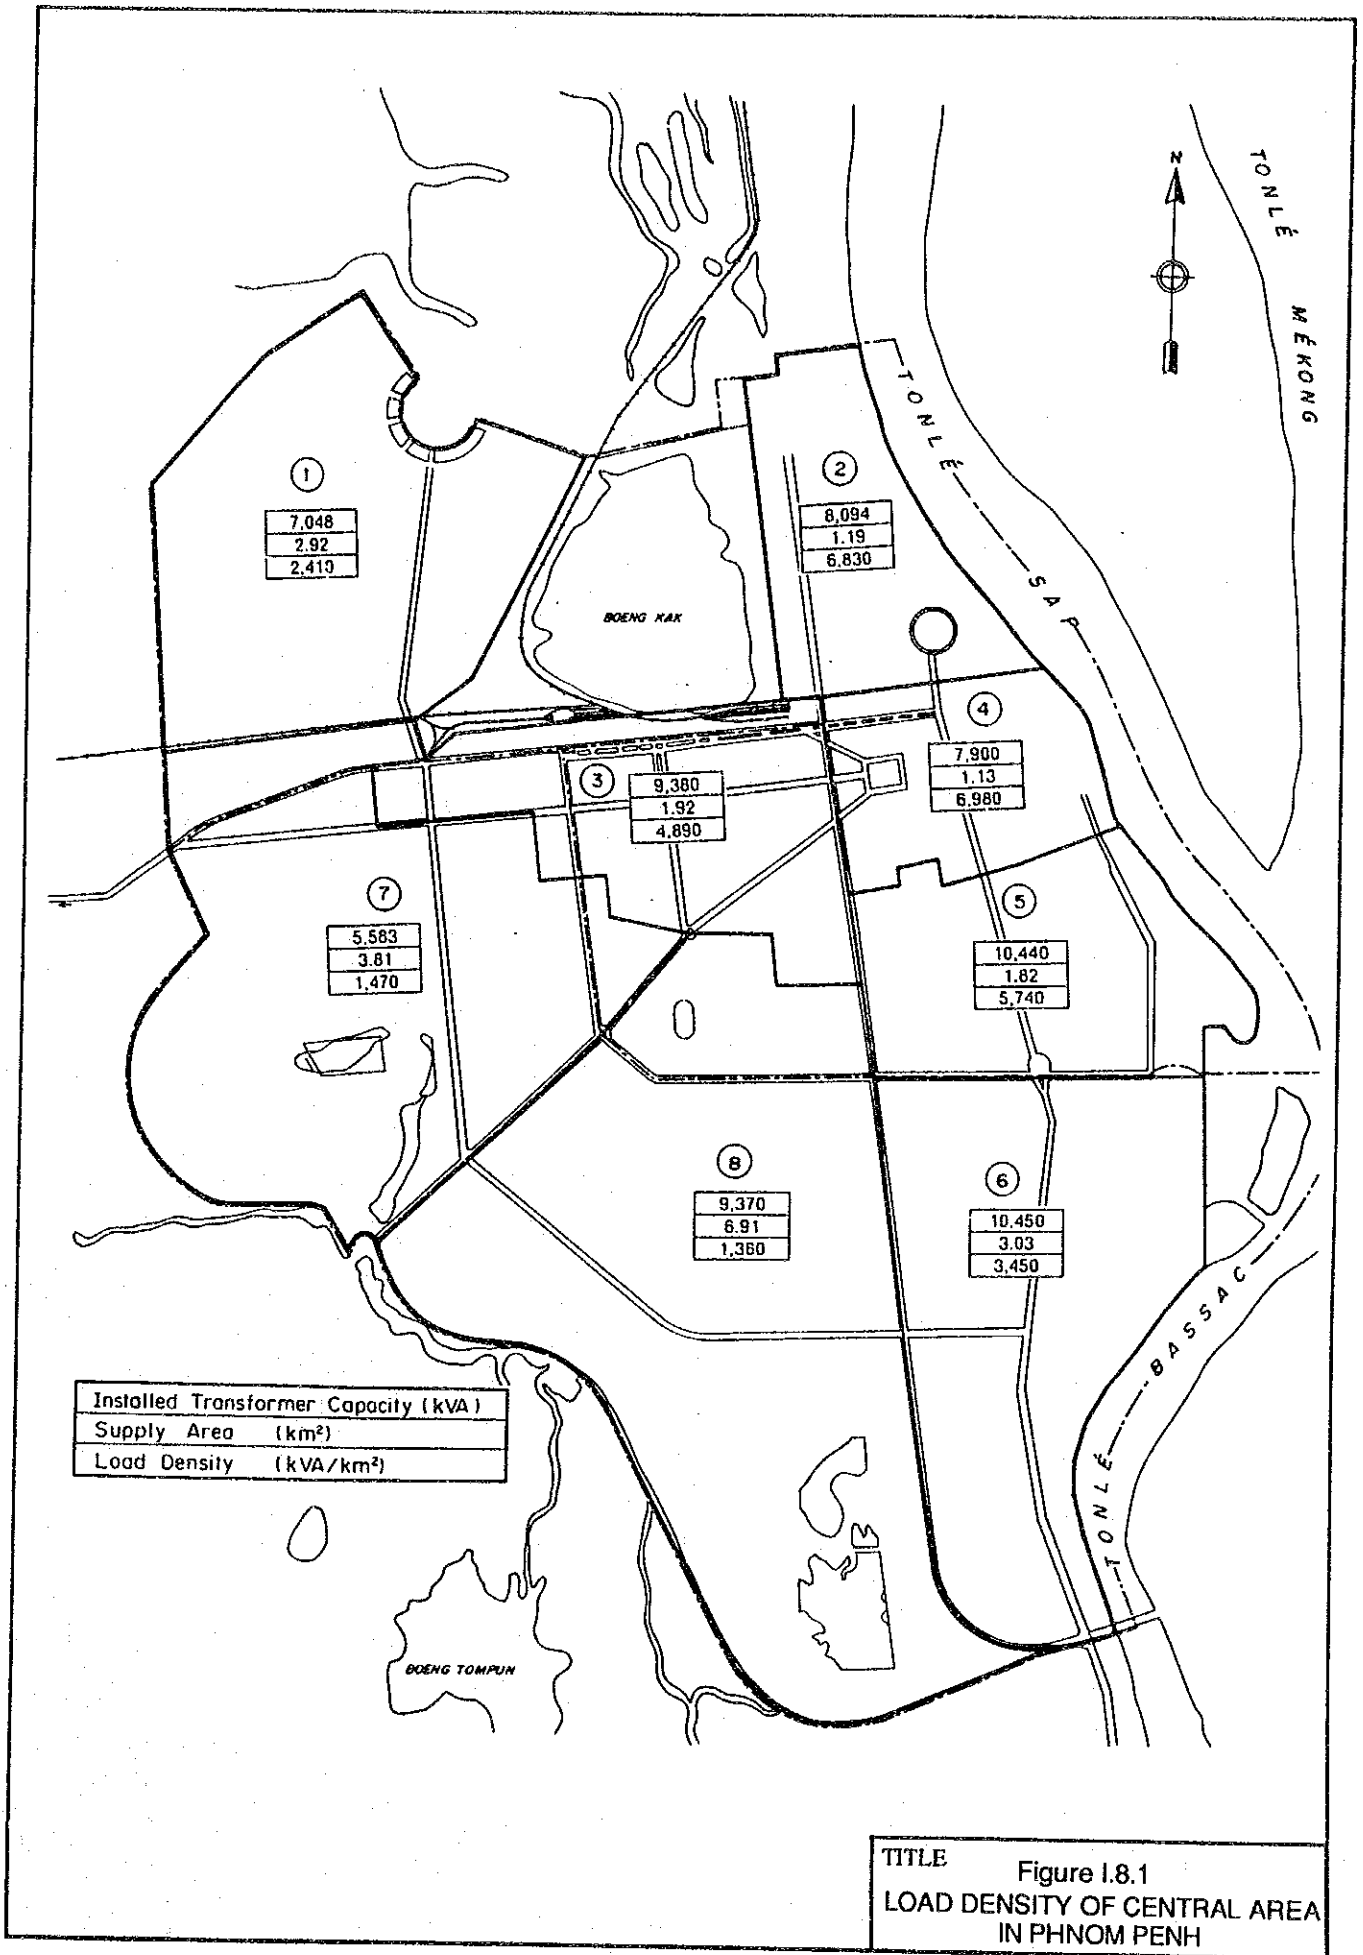 N
TONLÉ MÉKONG
TONLÉ SAP
1
7,048
2.92
2,410
2
8,094
1.19
6,830
BOENG KAK
4
7,900
1.13
6,980
3
9,380
1.92
4,890
7
5,583
3.81
1,470
5
10,440
1.82
5,740
8
9,370
6.91
1,360
6
10,450
3.03
3,450
TONLÉ BASSAC
Installed Transformer Capacity (kVA)
Supply Area (km²)
Load Density (kVA/km²)
BOENG TOMPUN
TITLE
Figure I.8.1
LOAD DENSITY OF CENTRAL AREA
IN PHNOM PENH